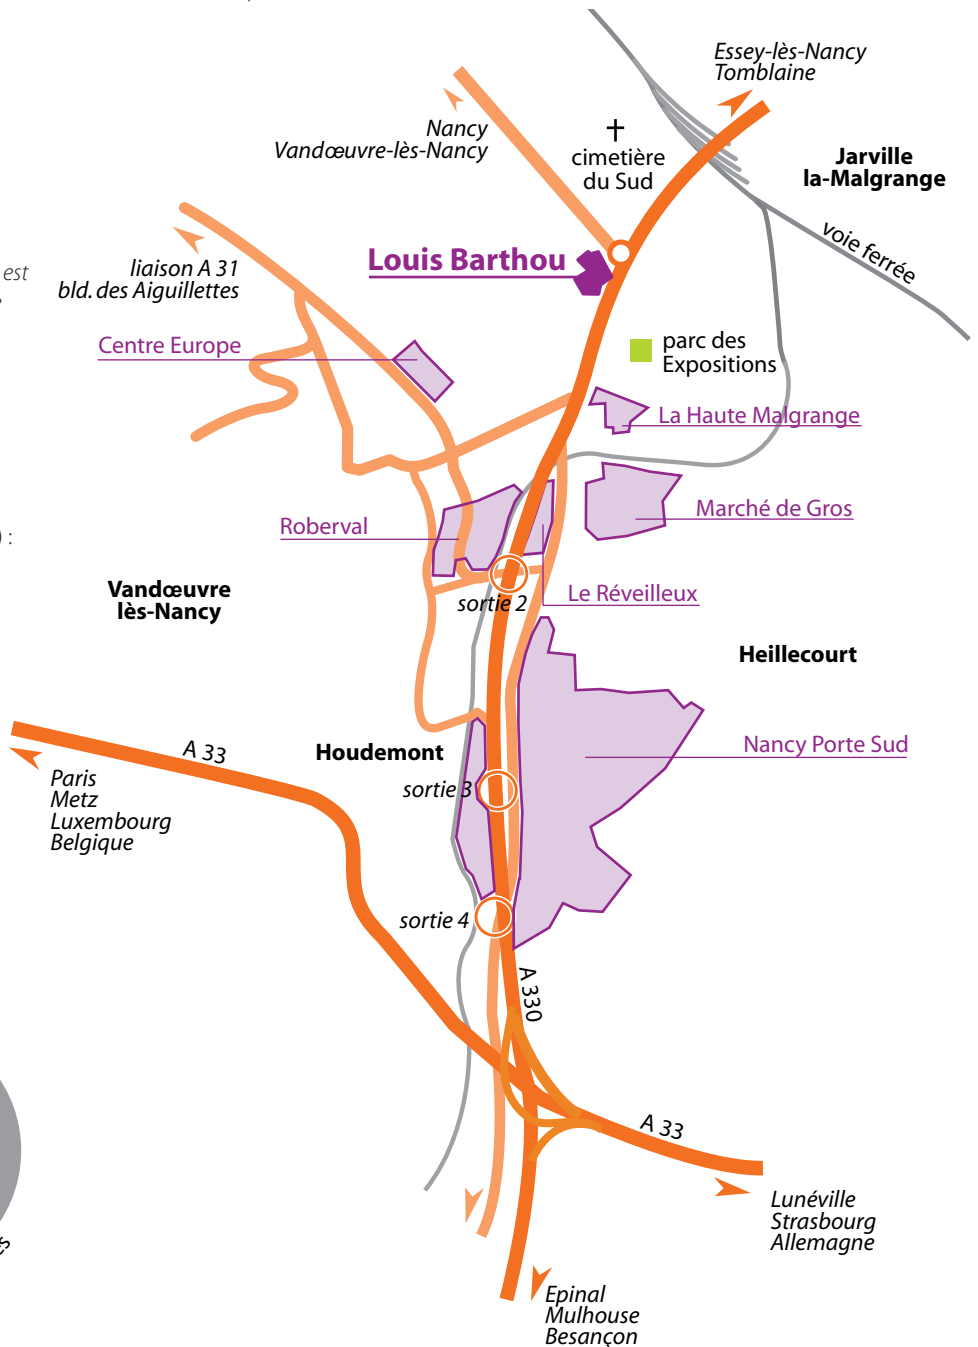 Essey-lès-Nancy
Tomblaine
Nancy
Vandœuvre-lès-Nancy
cimetière
du Sud
Jarville
la-Malgrange
voie ferrée
est
liaison A 31
bld. des Aiguillettes
Louis Barthou
Centre Europe
parc des
Expositions
La Haute Malgrange
Marché de Gros
Roberval
) :
Vandœuvre
lès-Nancy
sortie 2
Le Réveilleux
Heillecourt
A 33
Houdemont
Nancy Porte Sud
Paris
Metz
Luxembourg
Belgique
sortie 3
sortie 4
A 330
A 33
Lunéville
Strasbourg
Allemagne
Epinal
Mulhouse
Besançon